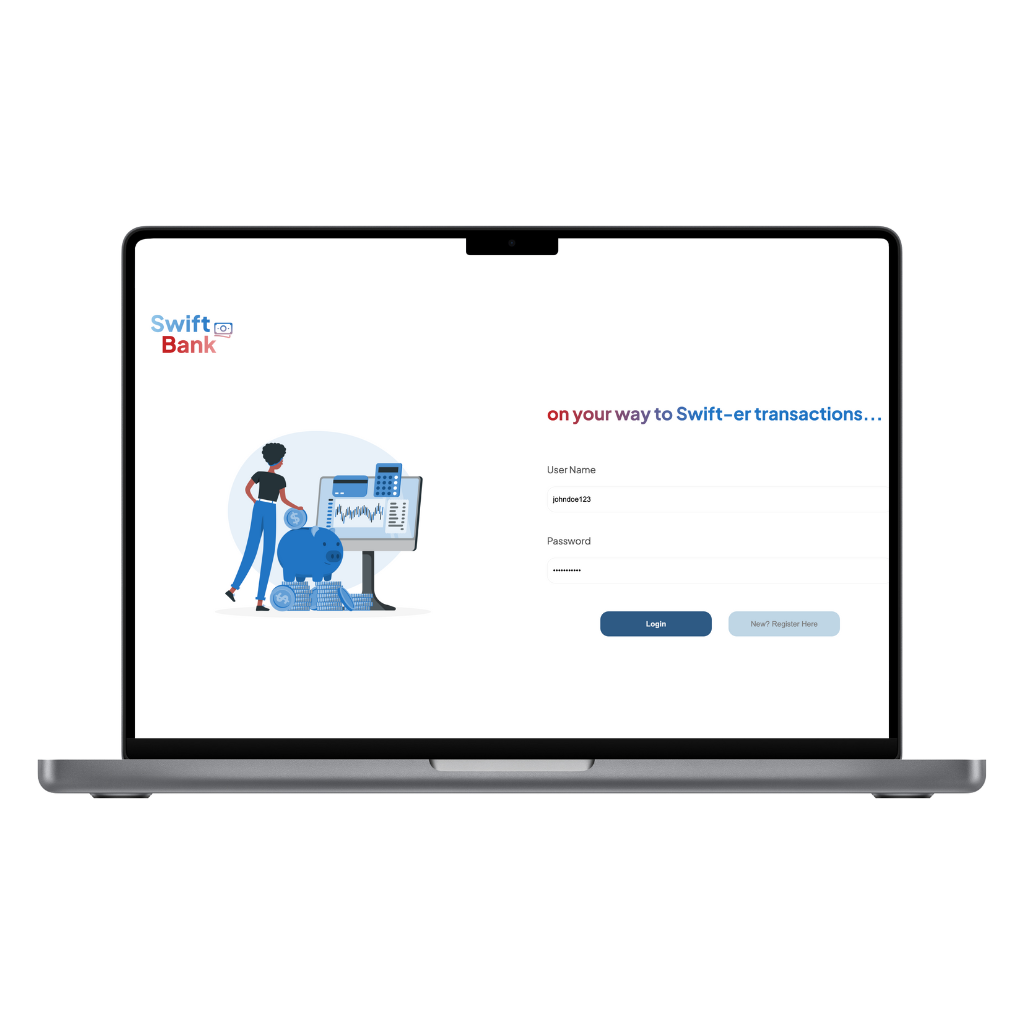 Swift
Bank
on your way to Swift-er transactions...
User Name
johndoe123
Password
•••••••••••
Login
New? Register Here